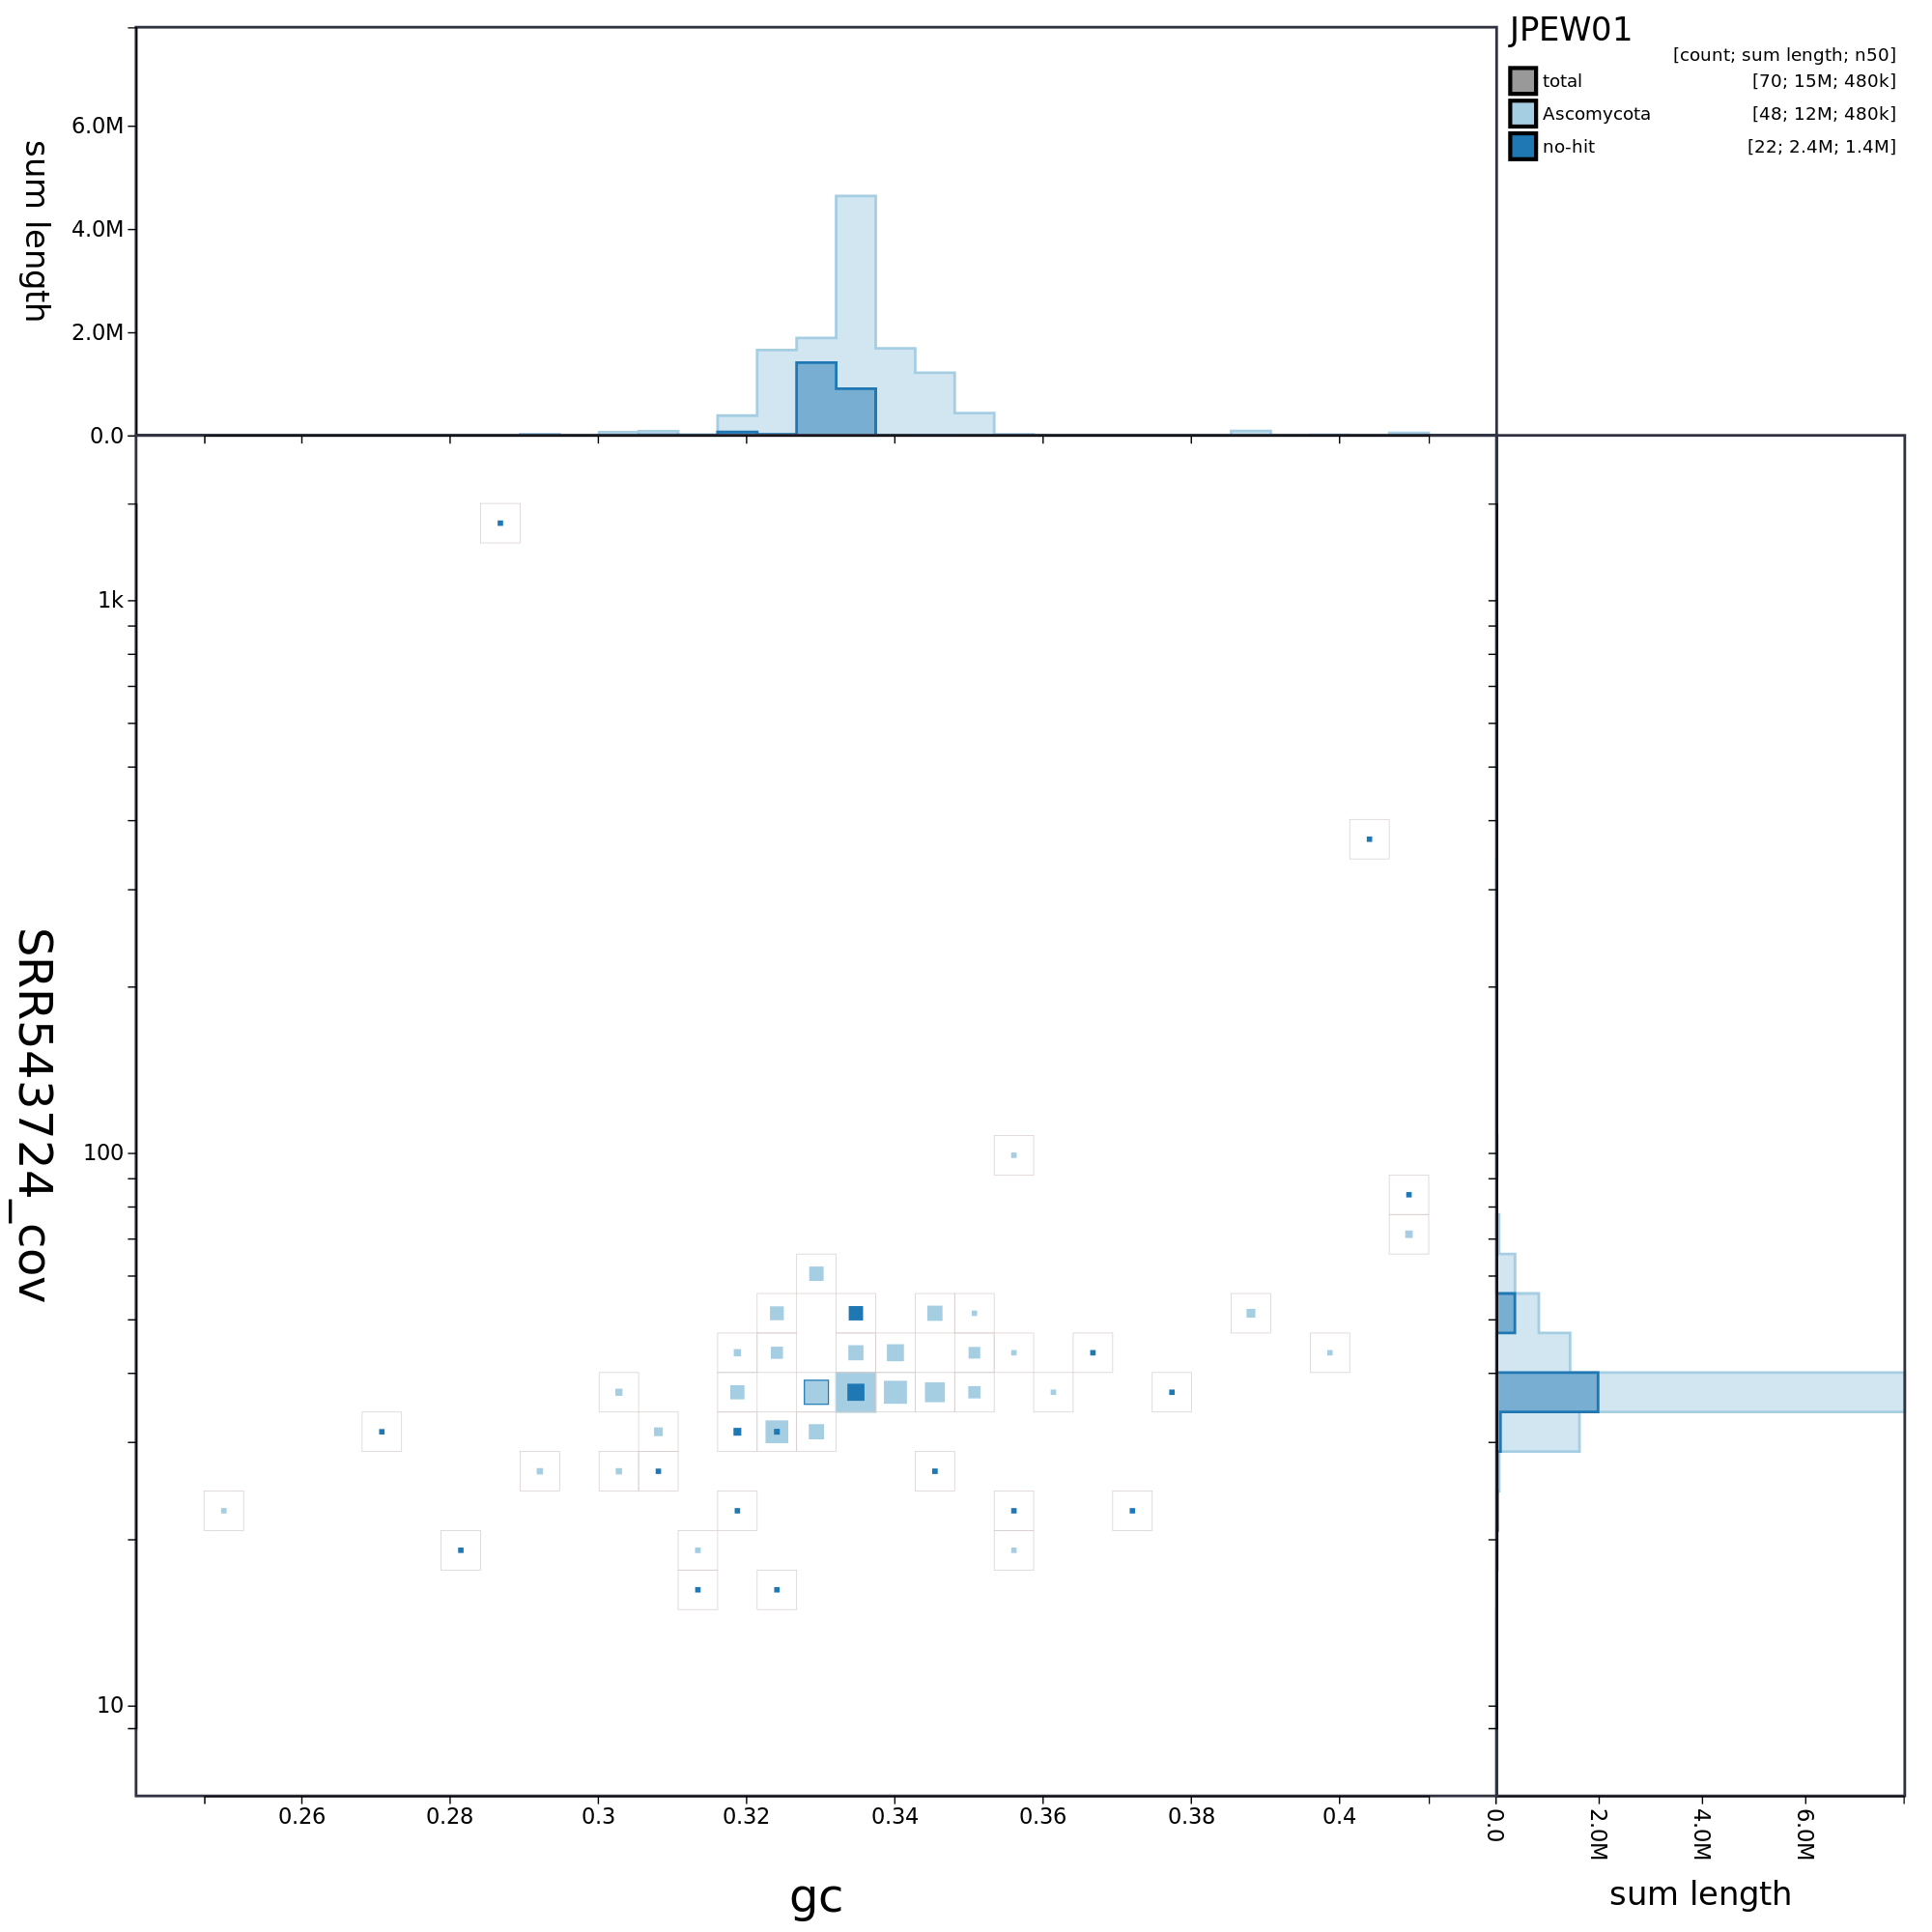 JPEW01
[count; sum length; n50]
total [70; 15M; 480k]
Ascomycota [48; 12M; 480k]
no-hit [22; 2.4M; 1.4M]
sum length
6.0M
4.0M
2.0M
0.0
SRR543724_cov
1k
100
10
0.26 0.28 0.3 0.32 0.34 0.36 0.38 0.4
gc
0.0 2.0M 4.0M 6.0M
sum length